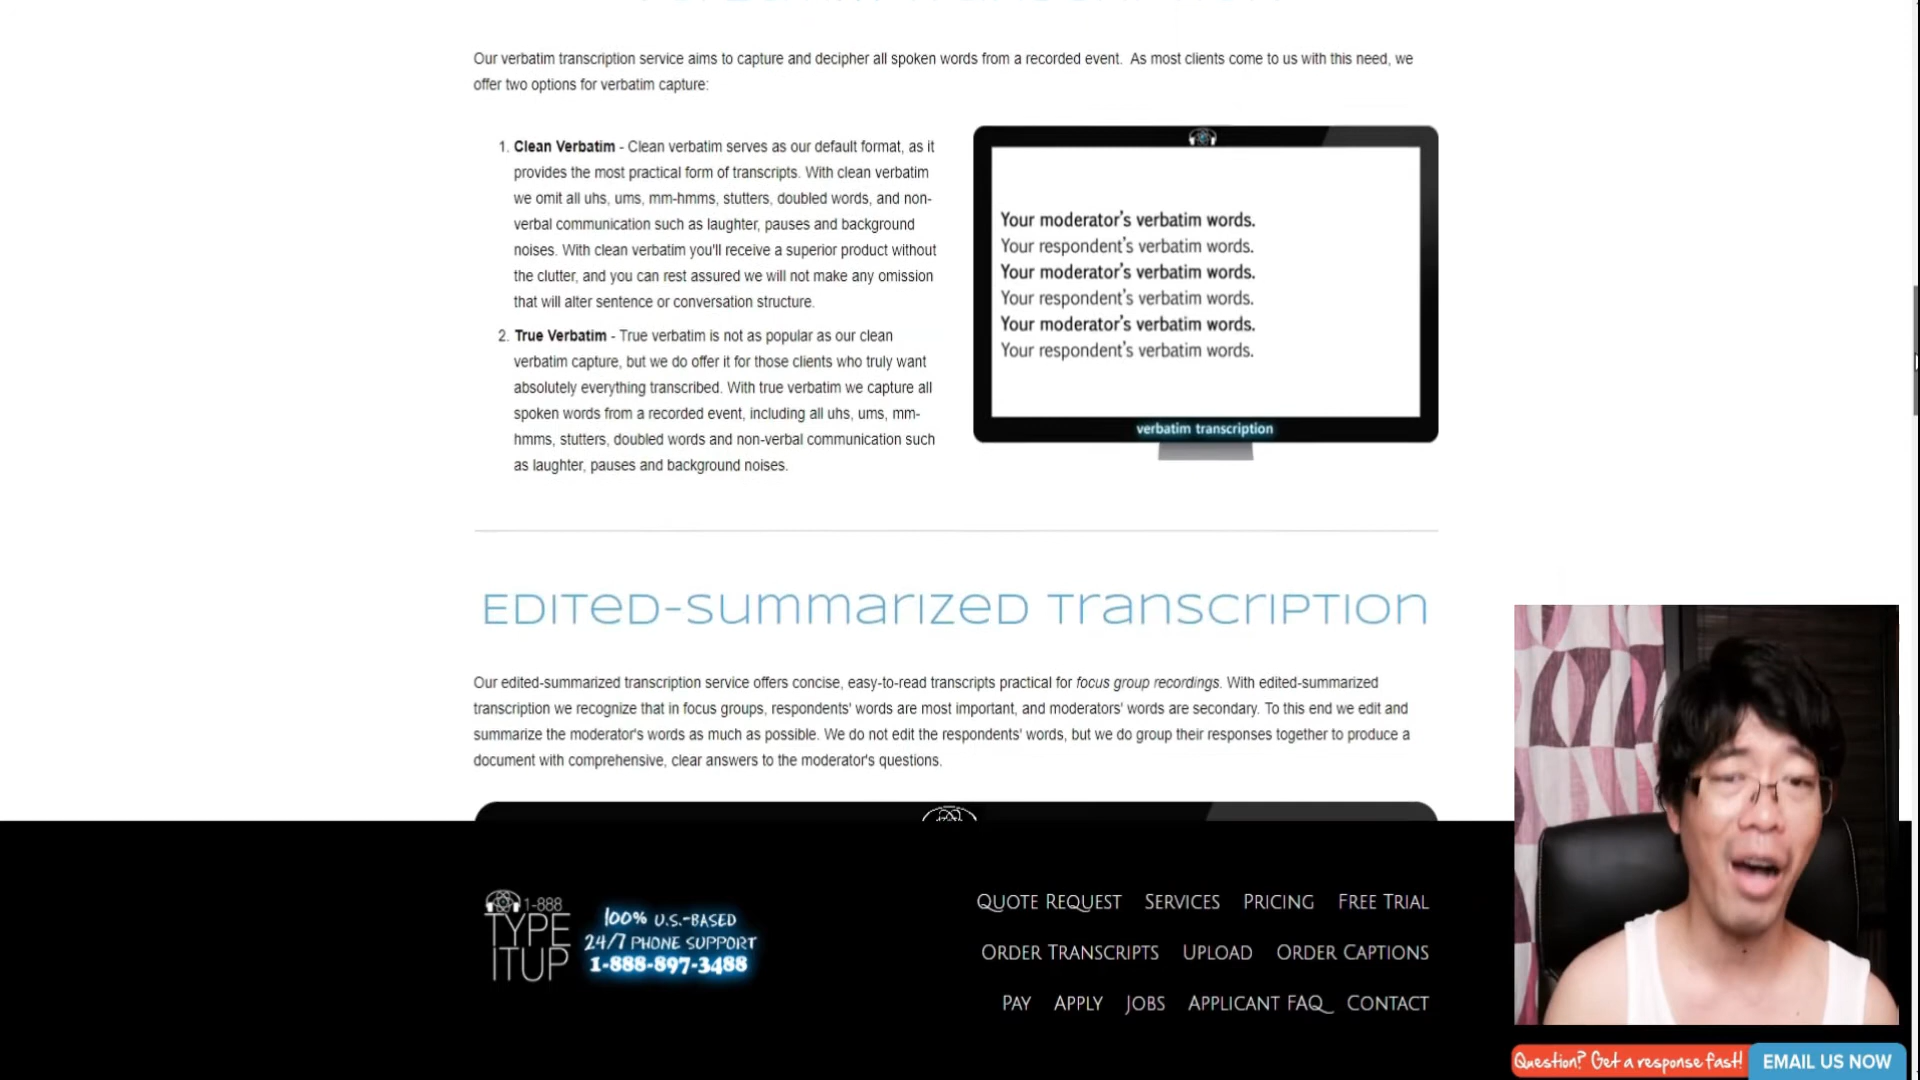 Our verbatim transcription service aims to capture and decipher all spoken words from a recorded event.  As most clients come to us with this need, we
offer two options for verbatim capture:
1. Clean Verbatim - Clean verbatim serves as our default format, as it
provides the most practical form of transcripts. With clean verbatim
we omit all uhs, ums, mm-hmms, stutters, doubled words, and non-
verbal communication such as laughter, pauses and background
noises. With clean verbatim you'll receive a superior product without
the clutter, and you can rest assured we will not make any omission
that will alter sentence or conversation structure.
2. True Verbatim - True verbatim is not as popular as our clean
verbatim capture, but we do offer it for those clients who truly want
absolutely everything transcribed. With true verbatim we capture all
spoken words from a recorded event, including all uhs, ums, mm-
hmms, stutters, doubled words and non-verbal communication such
as laughter, pauses and background noises.
Your moderator's verbatim words.
Your respondent's verbatim words.
Your moderator's verbatim words.
Your respondent's verbatim words.
Your moderator's verbatim words.
Your respondent's verbatim words.
verbatim transcription
Edited-Summarized Transcription
Our edited-summarized transcription service offers concise, easy-to-read transcripts practical for focus group recordings. With edited-summarized
transcription we recognize that in focus groups, respondents' words are most important, and moderators' words are secondary. To this end we edit and
summarize the moderator's words as much as possible. We do not edit the respondents' words, but we do group their responses together to produce a
document with comprehensive, clear answers to the moderator's questions.
1-888
TYPE
ITUP
100% U.S.-BASED
24/7 PHONE SUPPORT
1-888-897-3488
QUOTE REQUEST SERVICES PRICING FREE TRIAL
ORDER TRANSCRIPTS UPLOAD ORDER CAPTIONS
PAY APPLY JOBS APPLICANT FAQ CONTACT
Question? Get a response fast! EMAIL US NOW